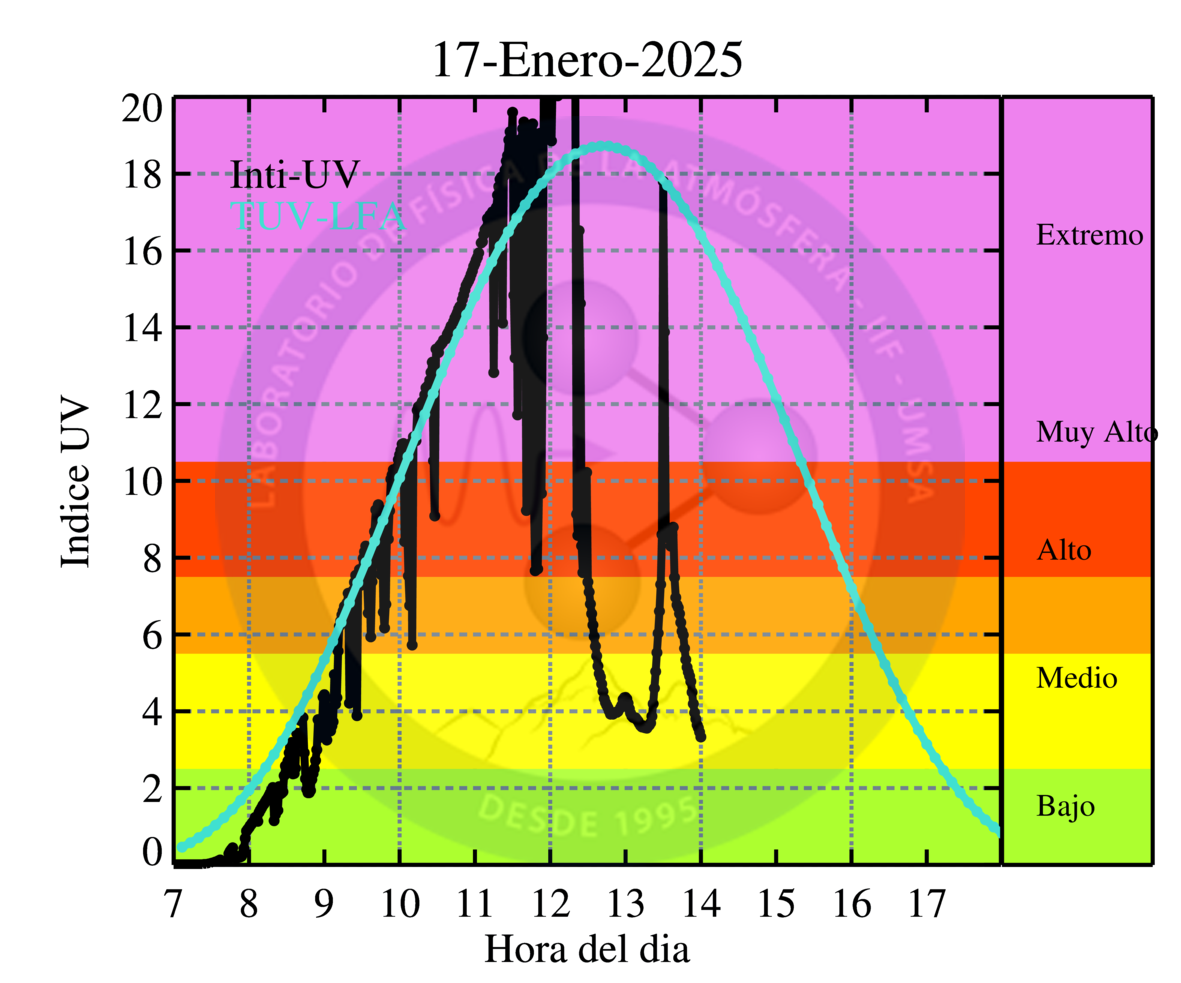 17-Enero-2025
Inti-UV
TUV-LFA
Indice UV
20
18
16
14
12
10
8
6
4
2
0
7 8 9 10 11 12 13 14 15 16 17
Hora del dia
Extremo
Muy Alto
Alto
Medio
Bajo
LABORATORIO DE FÍSICA DE LA ATMÓSFERA - IIF - UMSA
DESDE 1995